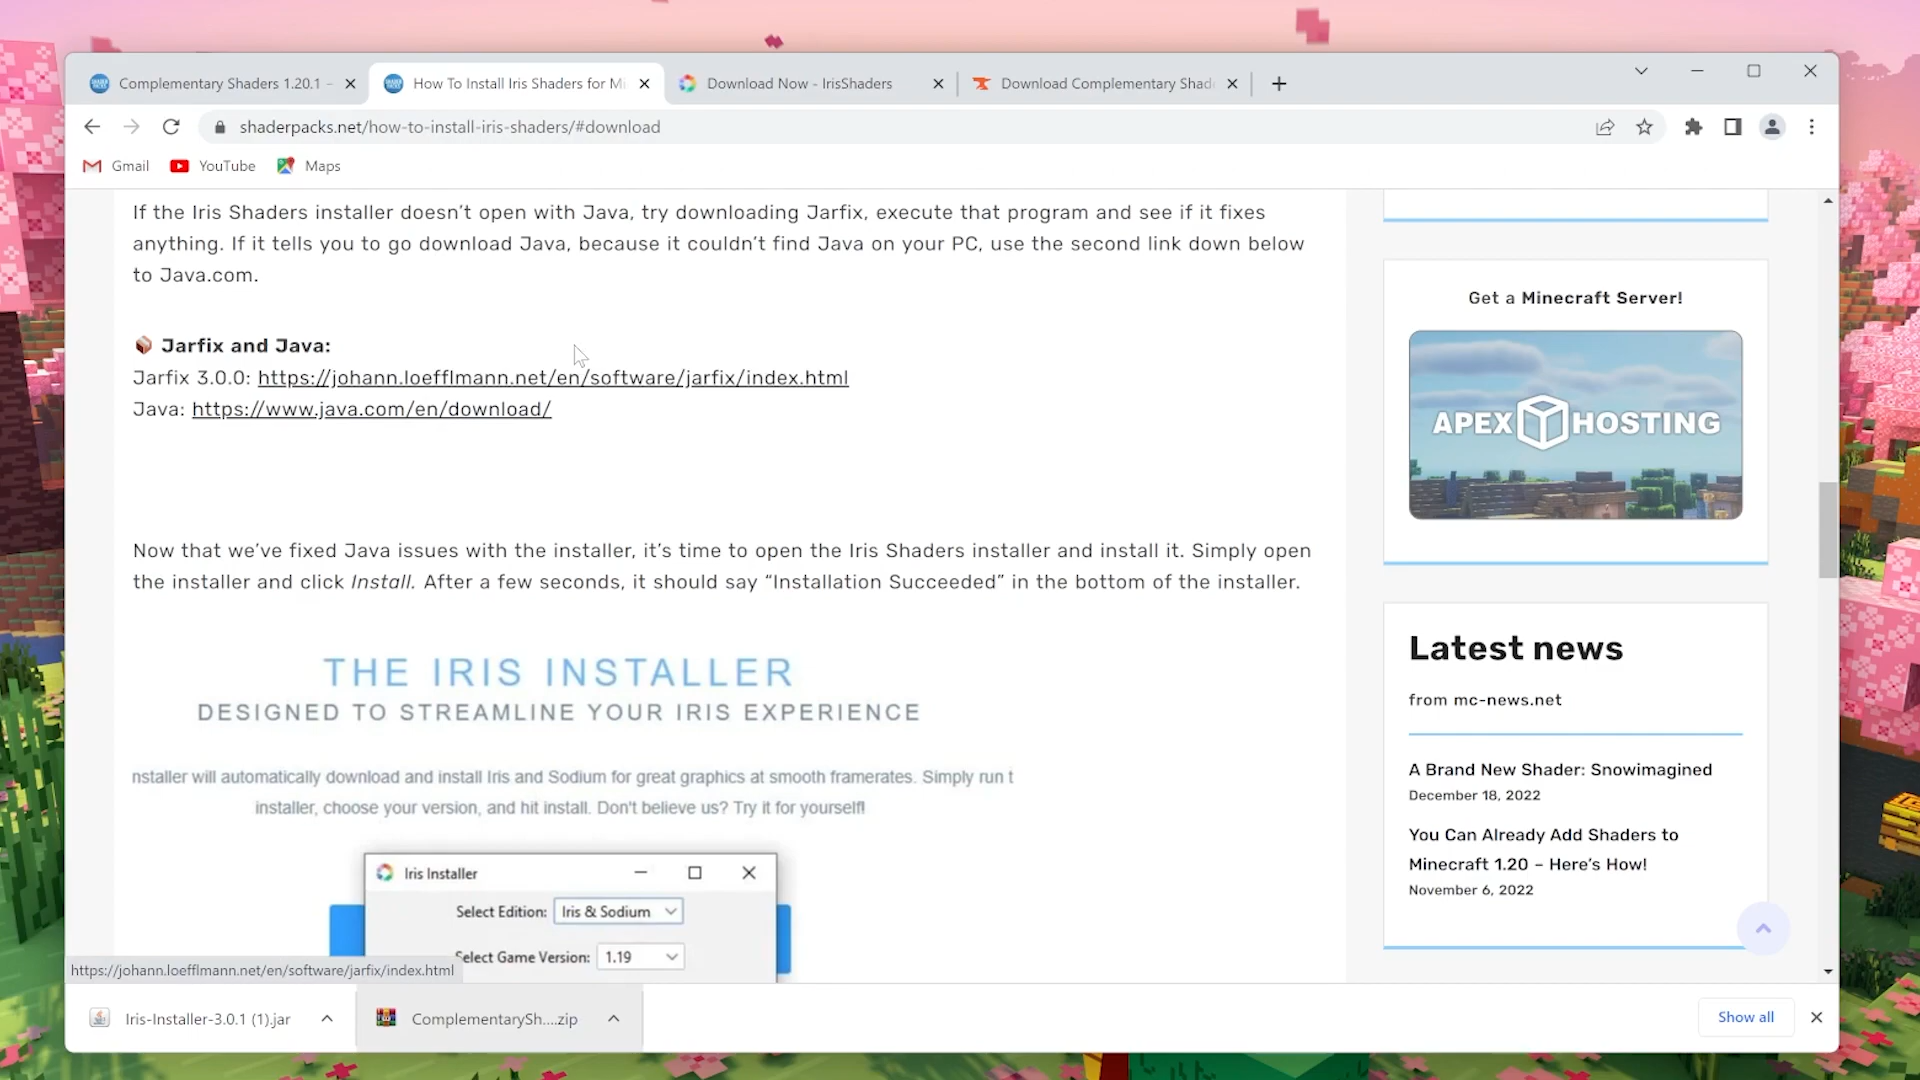 Complementary Shaders 1.20.1 –
How To Install Iris Shaders for Mi
Download Now - IrisShaders
Download Complementary Shade
shaderpacks.net/how-to-install-iris-shaders/#download
Gmail
YouTube
Maps
If the Iris Shaders installer doesn't open with Java, try downloading Jarfix, execute that program and see if it fixes
anything. If it tells you to go download Java, because it couldn't find Java on your PC, use the second link down below
to Java.com.
Jarfix and Java:
Jarfix 3.0.0: https://johann.loefflmann.net/en/software/jarfix/index.html
Java: https://www.java.com/en/download/
Now that we've fixed Java issues with the installer, it's time to open the Iris Shaders installer and install it. Simply open
the installer and click Install. After a few seconds, it should say “Installation Succeeded” in the bottom of the installer.
THE IRIS INSTALLER
DESIGNED TO STREAMLINE YOUR IRIS EXPERIENCE
nstaller will automatically download and install Iris and Sodium for great graphics at smooth framerates. Simply run t
installer, choose your version, and hit install. Don't believe us? Try it for yourself!
Iris Installer
Select Edition: Iris & Sodium
Select Game Version: 1.19
Get a Minecraft Server!
APEX HOSTING
Latest news
from mc-news.net
A Brand New Shader: Snowimagined
December 18, 2022
You Can Already Add Shaders to
Minecraft 1.20 – Here's How!
November 6, 2022
https://johann.loefflmann.net/en/software/jarfix/index.html
Iris-Installer-3.0.1 (1).jar
ComplementarySh....zip
Show all